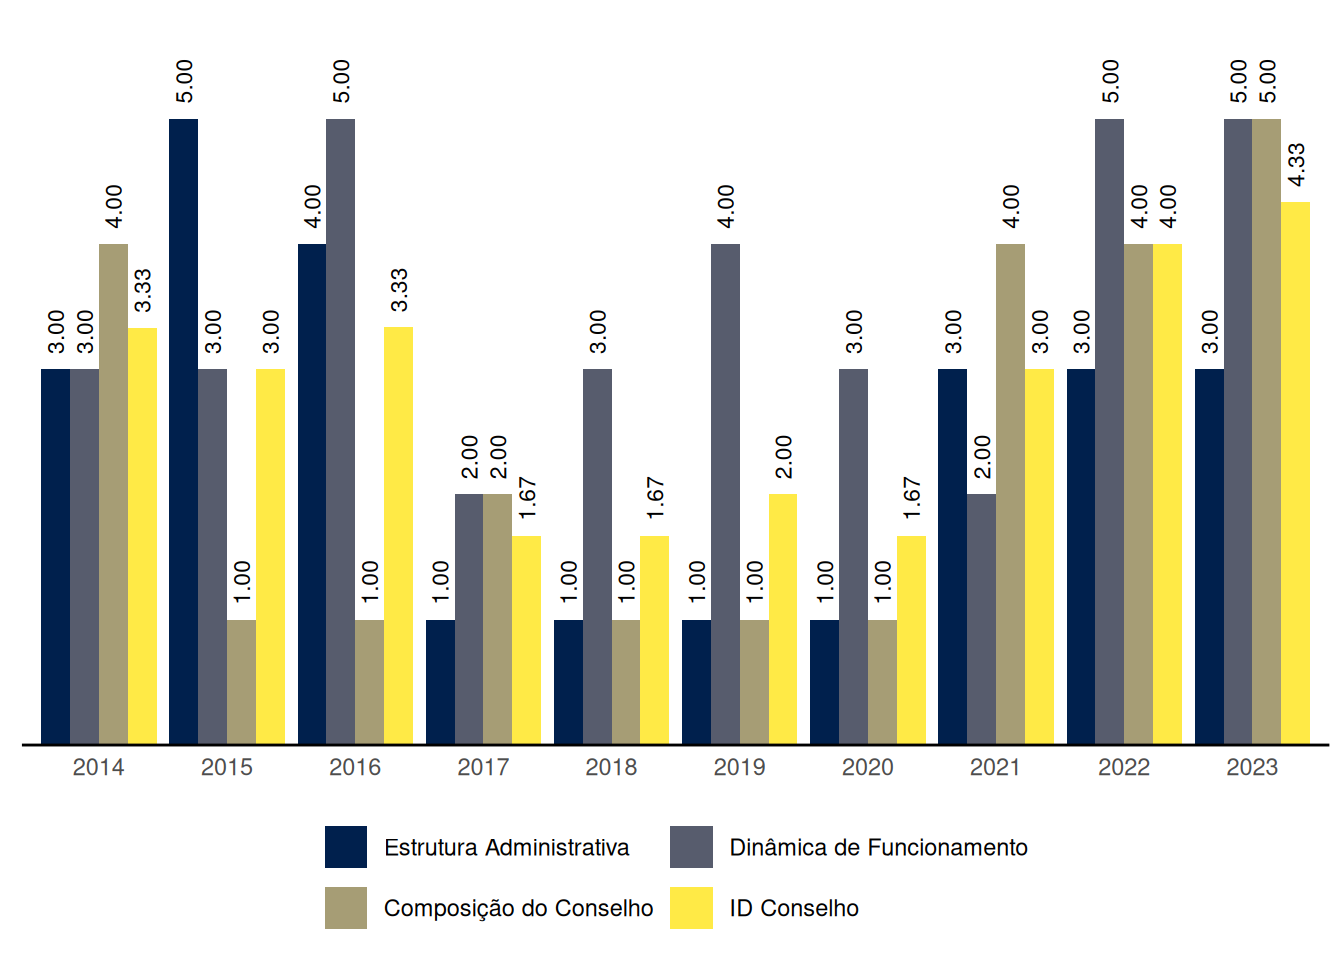 3.00 3.00 4.00 3.33 5.00 3.00 1.00 3.00 4.00 5.00 1.00 3.33 1.00 2.00 2.00 1.67 1.00 3.00 1.00 1.67 1.00 4.00 1.00 2.00 1.00 3.00 1.00 1.67 3.00 2.00 4.00 3.00 3.00 5.00 4.00 4.00 3.00 5.00 5.00 4.33
2014 2015 2016 2017 2018 2019 2020 2021 2022 2023
Estrutura Administrativa Dinâmica de Funcionamento
Composição do Conselho ID Conselho